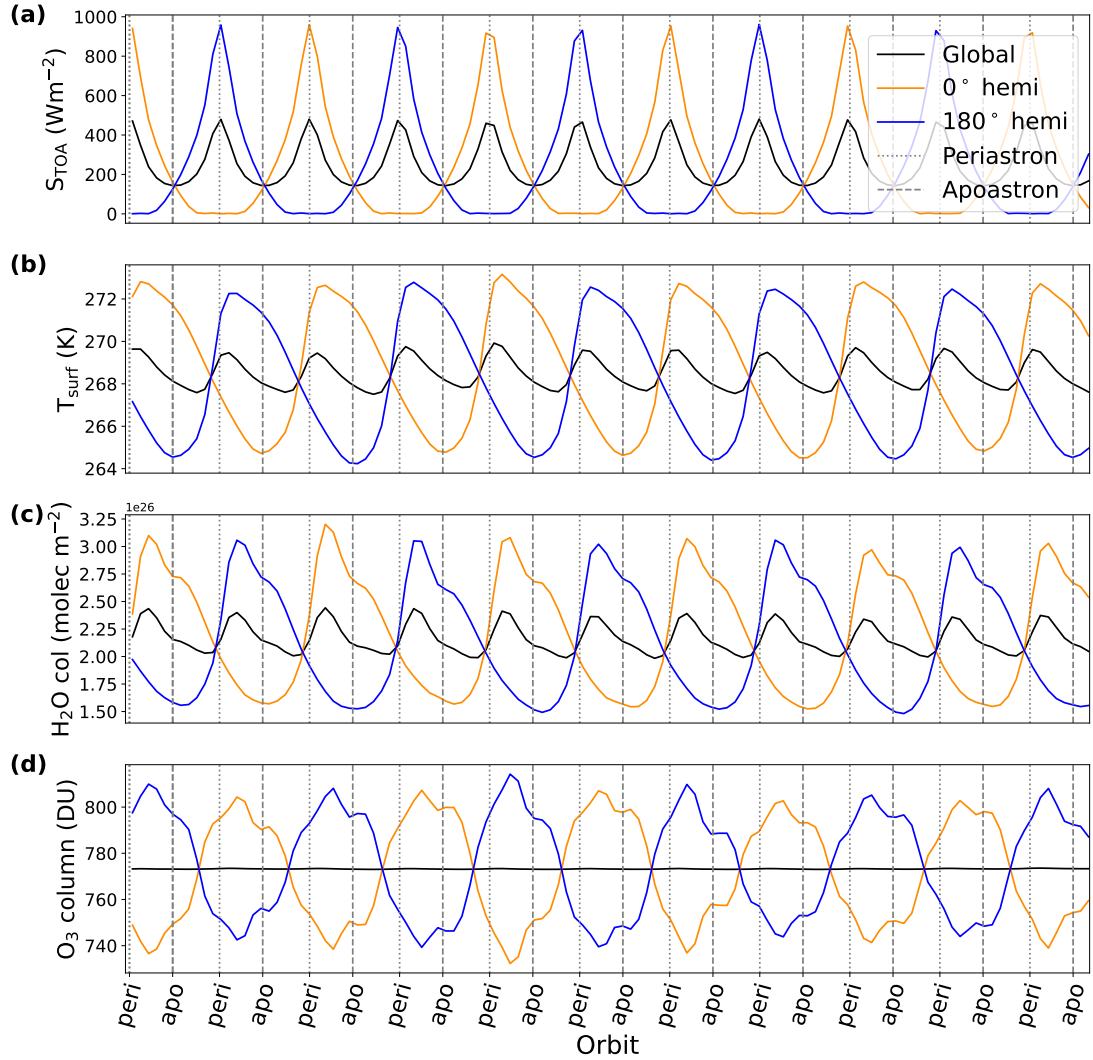 (a)
S_TOA (Wm⁻²)
1000
800
600
400
200
0
Global
0° hemi
180° hemi
Periastron
Apoastron
(b)
T_surf (K)
272
270
268
266
264
(c)
1e26
H₂O col (molec m⁻²)
3.25
3.00
2.75
2.50
2.25
2.00
1.75
1.50
(d)
O₃ column (DU)
800
780
760
740
peri apo peri apo peri apo peri apo peri apo peri apo peri apo peri apo peri apo peri apo peri apo
Orbit